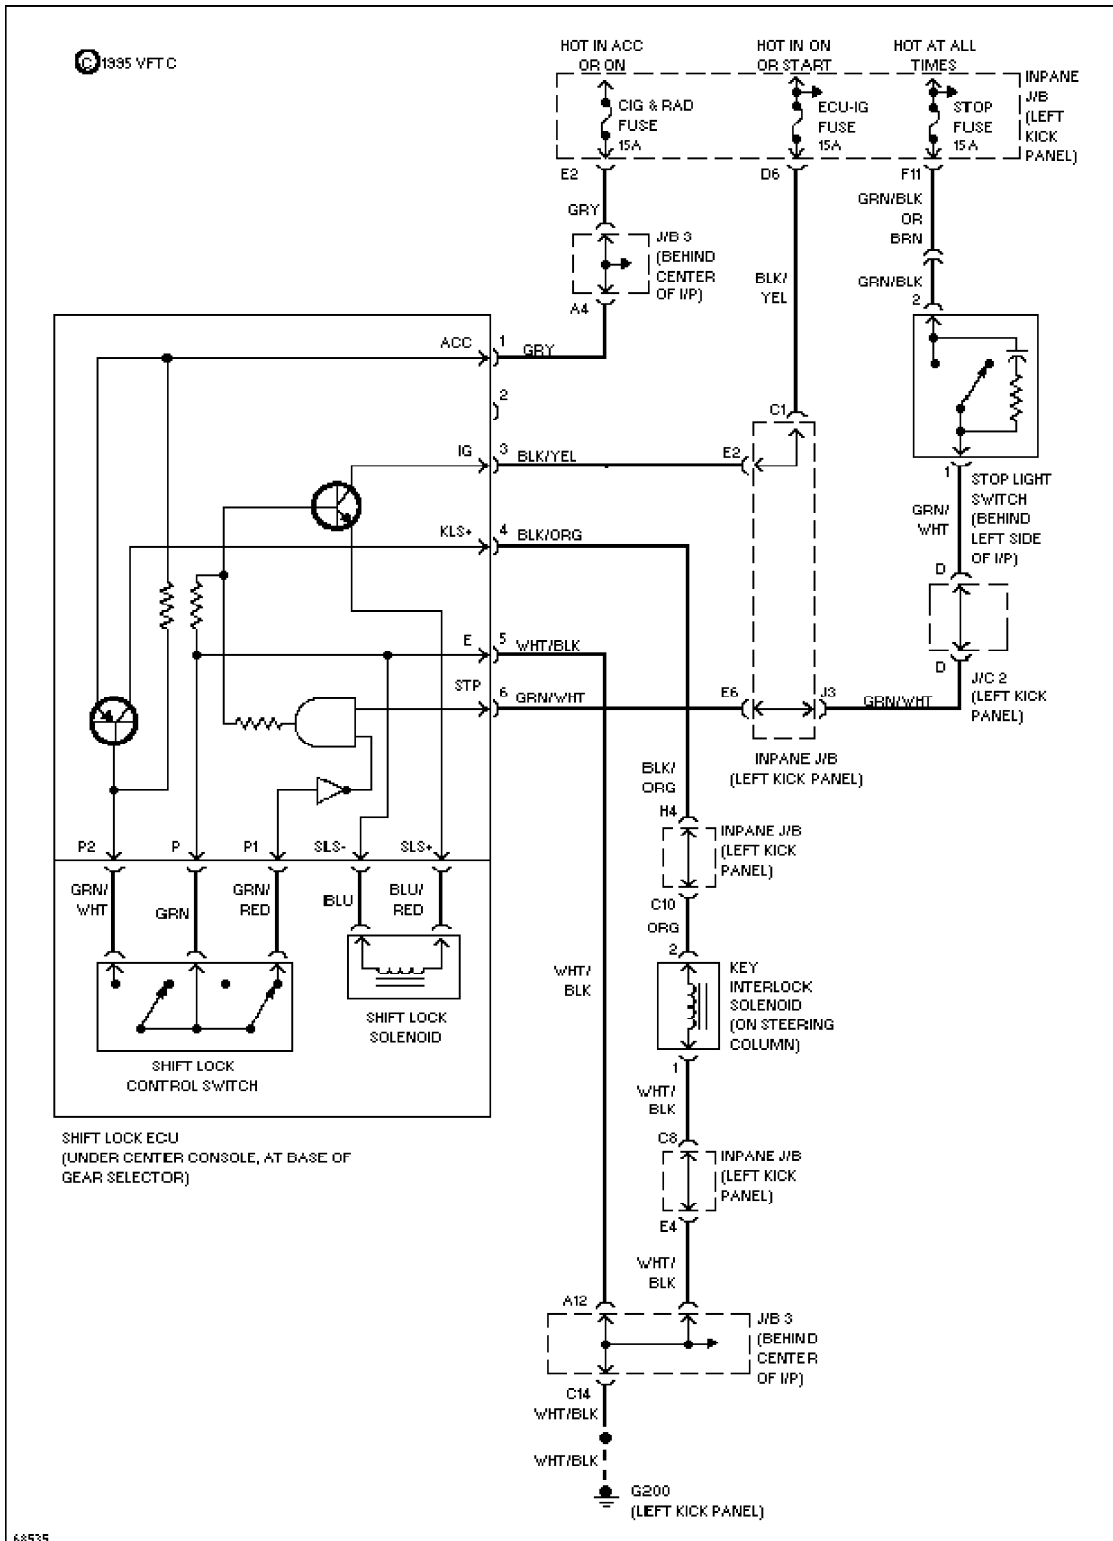 © 1995 VFTC
HOT IN ACC
OR ON
HOT IN ON
OR START
HOT AT ALL
TIMES
INPANE
J/B
(LEFT
KICK
PANEL)
CIG & RAD
FUSE
15A
ECU-IG
FUSE
15A
STOP
FUSE
15A
E2
D6
F11
GRY
GRN/BLK
OR
BRN
J/B 3
(BEHIND
CENTER
OF I/P)
BLK/
YEL
GRN/BLK
A4
2
ACC
1
GRY
2
C1
IG
3
BLK/YEL
E2
1
STOP LIGHT
SWITCH
(BEHIND
LEFT SIDE
OF I/P)
GRN/
WHT
KLS+
4
BLK/ORG
D
E
5
WHT/BLK
D
J/C 2
(LEFT KICK
PANEL)
STP
6
GRN/WHT
E6
J3
GRN/WHT
INPANE J/B
(LEFT KICK PANEL)
BLK/
ORG
H4
INPANE J/B
(LEFT KICK
PANEL)
P2
P
P1
SLS-
SLS+
GRN/
WHT
GRN
GRN/
RED
BLU
BLU/
RED
C10
ORG
2
KEY
INTERLOCK
SOLENOID
(ON STEERING
COLUMN)
WHT/
BLK
SHIFT LOCK
SOLENOID
SHIFT LOCK
CONTROL SWITCH
1
WHT/
BLK
SHIFT LOCK ECU
(UNDER CENTER CONSOLE, AT BASE OF
GEAR SELECTOR)
C8
INPANE J/B
(LEFT KICK
PANEL)
E4
WHT/
BLK
A12
J/B 3
(BEHIND
CENTER
OF I/P)
C14
WHT/BLK
WHT/BLK
G200
(LEFT KICK PANEL)
68535